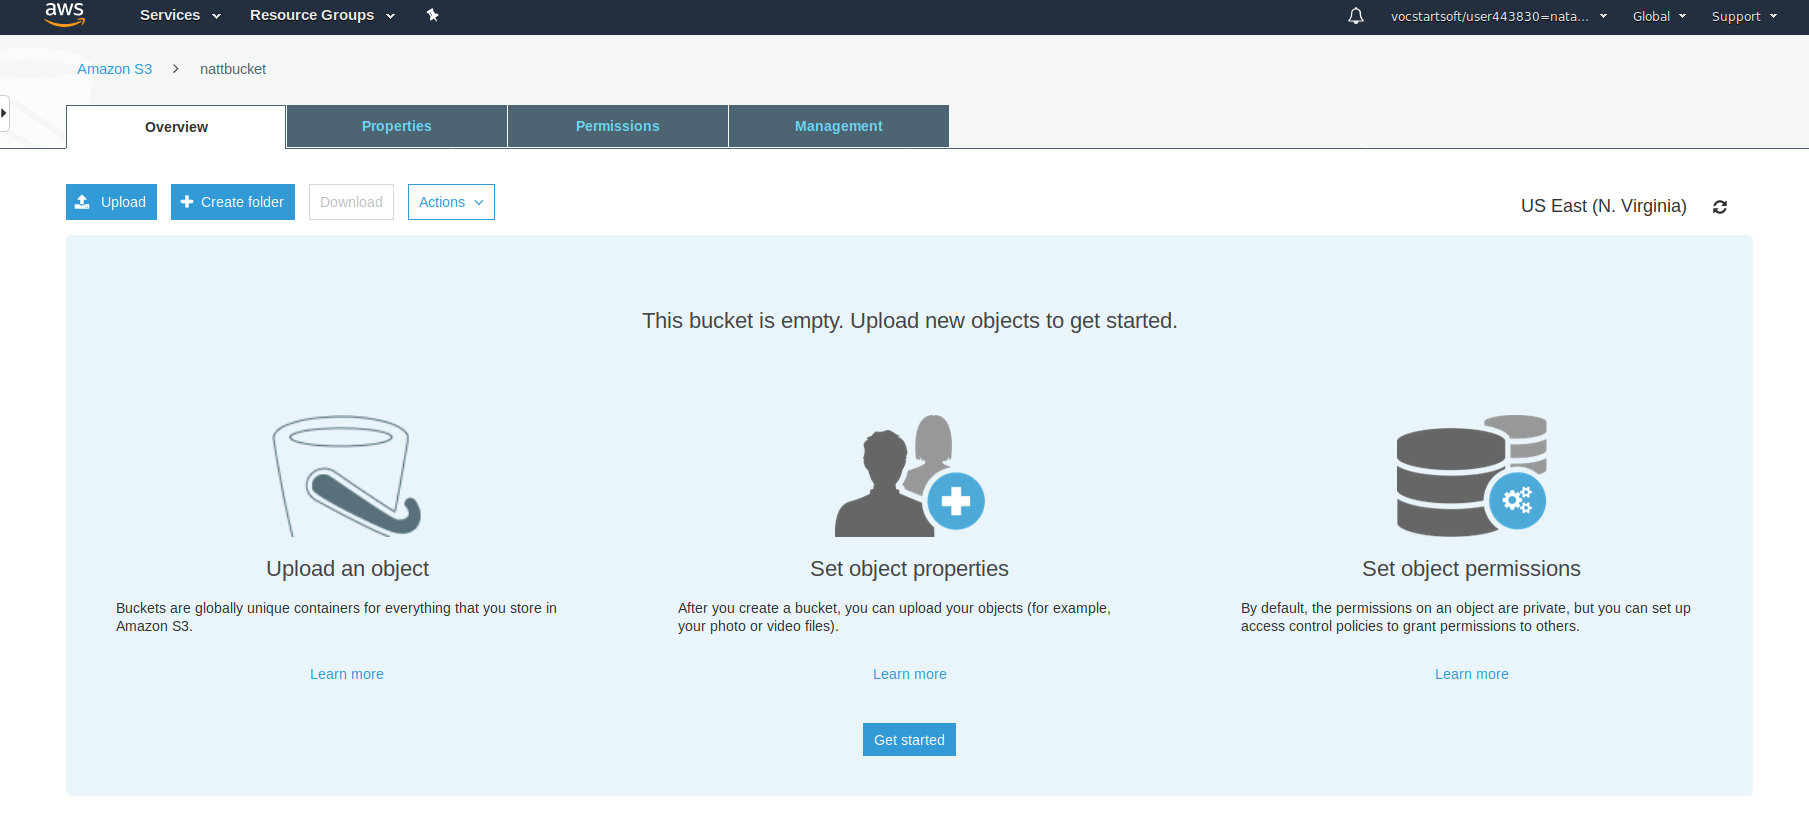 aws
Services
Resource Groups
vocstartsoft/user443830=nata...
Global
Support
Amazon S3
nattbucket
Overview
Properties
Permissions
Management
Upload
Create folder
Download
Actions
US East (N. Virginia)
This bucket is empty. Upload new objects to get started.
Upload an object
Buckets are globally unique containers for everything that you store in
Amazon S3.
Learn more
Set object properties
After you create a bucket, you can upload your objects (for example,
your photo or video files).
Learn more
Set object permissions
By default, the permissions on an object are private, but you can set up
access control policies to grant permissions to others.
Learn more
Get started